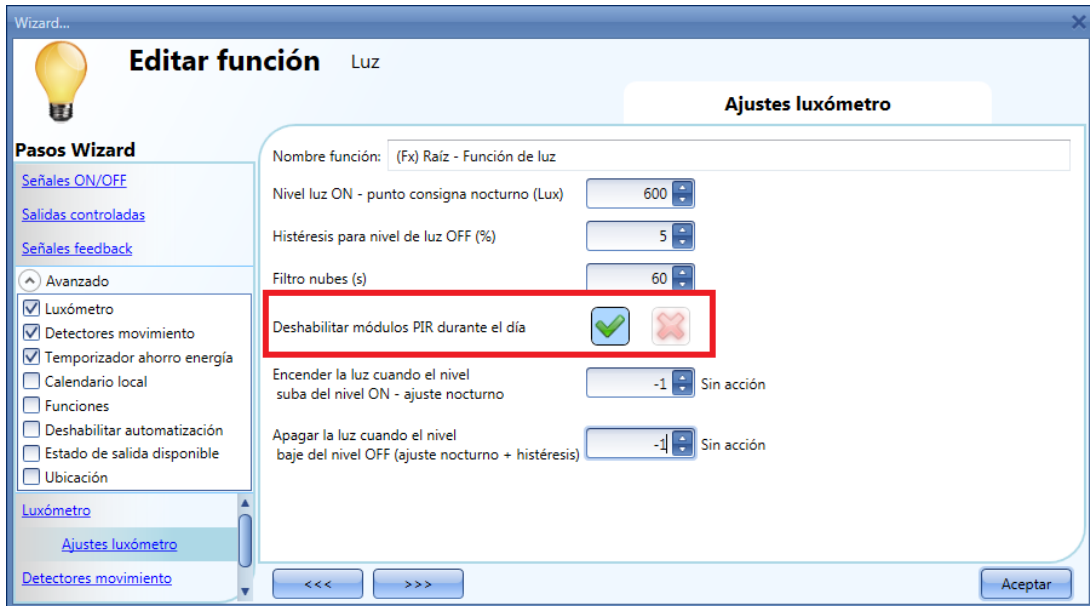 Wizard...
Editar función Luz
Ajustes luxómetro
Pasos Wizard
Señales ON/OFF
Salidas controladas
Señales feedback
Avanzado
Luxómetro
Detectores movimiento
Temporizador ahorro energía
Calendario local
Funciones
Deshabilitar automatización
Estado de salida disponible
Ubicación
Luxómetro
Ajustes luxómetro
Detectores movimiento
Nombre función: (Fx) Raíz - Función de luz
Nivel luz ON - punto consigna nocturno (Lux) 600
Histéresis para nivel de luz OFF (%) 5
Filtro nubes (s) 60
Deshabilitar módulos PIR durante el día
Encender la luz cuando el nivel
suba del nivel ON - ajuste nocturno -1 Sin acción
Apagar la luz cuando el nivel
baje del nivel OFF (ajuste nocturno + histéresis) -1 Sin acción
<<< >>> Aceptar